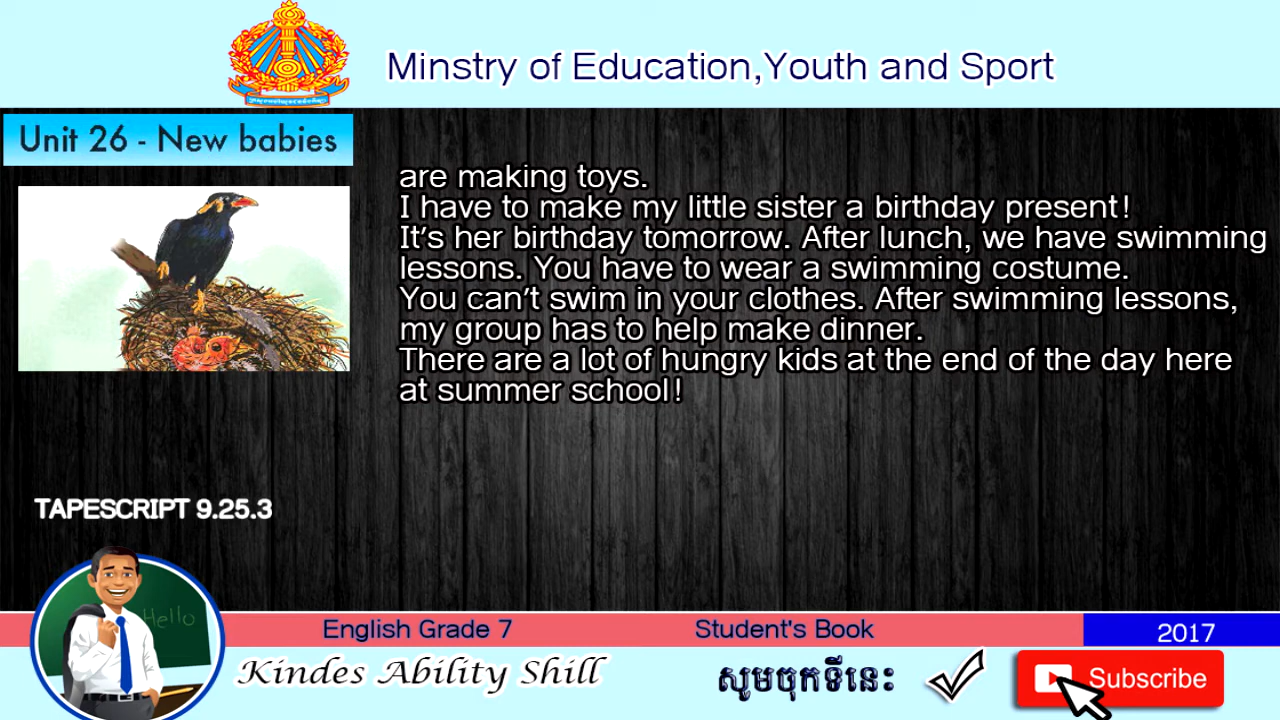 Minstry of Education,Youth and Sport
Unit 26 - New babies
are making toys.
I have to make my little sister a birthday present!
It's her birthday tomorrow. After lunch, we have swimming
lessons. You have to wear a swimming costume.
You can't swim in your clothes. After swimming lessons,
my group has to help make dinner.
There are a lot of hungry kids at the end of the day here
at summer school!
TAPESCRIPT 9.25.3
Hello
English Grade 7
Student's Book
2017
Kindes Ability Shill
សូមចុកទីនេះ
Subscribe